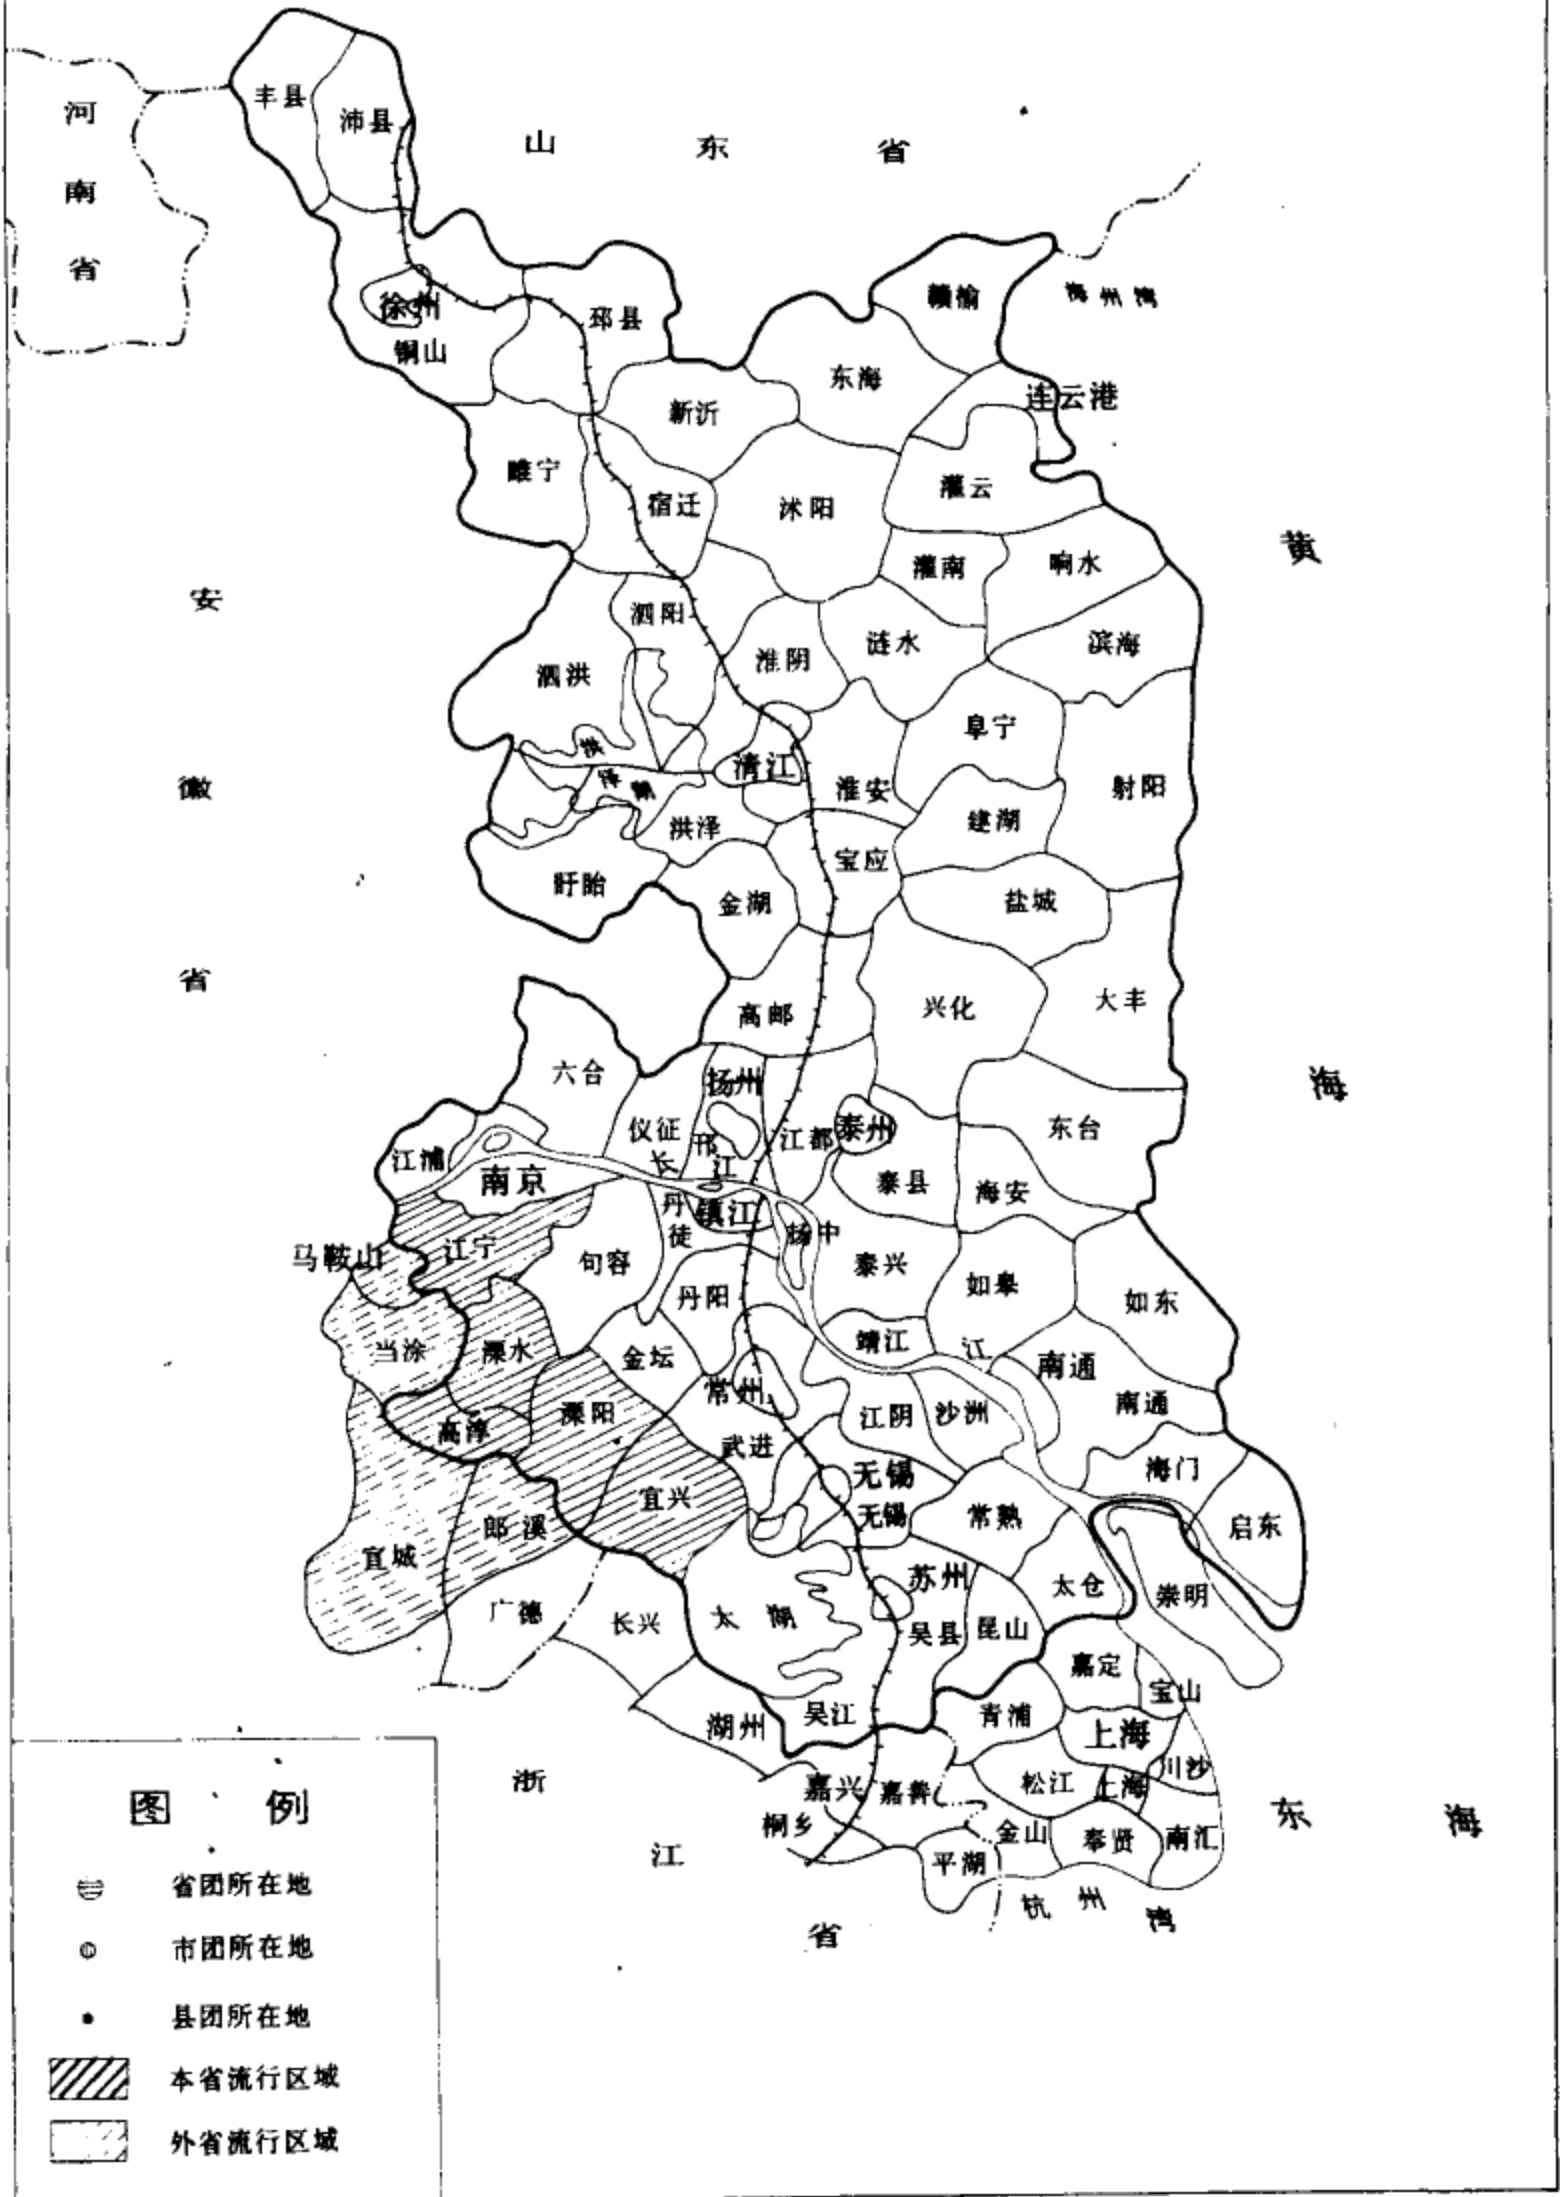 河南省
山东省
安徽省
浙江省
黄海
东海
海州湾
杭州湾
丰县
沛县
徐州
铜山
邳县
赣榆
东海
连云港
新沂
睢宁
宿迁
沭阳
灌云
灌南
响水
泗阳
淮阴
涟水
滨海
泗洪
洪泽湖
清江
淮安
阜宁
射阳
洪泽
建湖
宝应
盱眙
金湖
盐城
高邮
兴化
大丰
六合
扬州
仪征
邗江
江都
泰州
东台
江浦
南京
长江
泰县
海安
丹徒
镇江
扬中
马鞍山
江宁
句容
泰兴
如皋
丹阳
如东
当涂
溧水
金坛
靖江
南通
常州
高淳
溧阳
江阴
沙洲
南通
武进
无锡
海门
宜兴
无锡
常熟
启东
郎溪
宜城
苏州
太仓
崇明
广德
长兴
太湖
吴县
昆山
嘉定
宝山
湖州
吴江
青浦
上海
川沙
嘉兴
嘉善
松江
上海
桐乡
金山
奉贤
南汇
平湖
图例
省团所在地
市团所在地
县团所在地
本省流行区域
外省流行区域